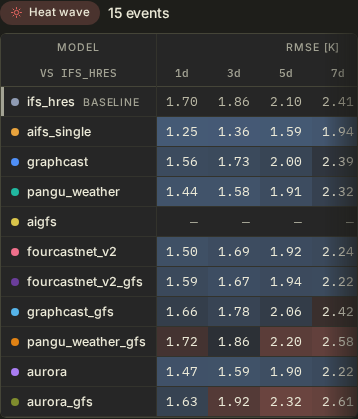 Heat wave 15 events
MODEL RMSE [K]
VS IFS_HRES 1d 3d 5d 7d
ifs_hres BASELINE 1.70 1.86 2.10 2.41
aifs_single 1.25 1.36 1.59 1.94
graphcast 1.56 1.73 2.00 2.39
pangu_weather 1.44 1.58 1.91 2.32
aigfs — — — —
fourcastnet_v2 1.50 1.69 1.92 2.24
fourcastnet_v2_gfs 1.59 1.67 1.94 2.22
graphcast_gfs 1.66 1.78 2.06 2.42
pangu_weather_gfs 1.72 1.86 2.20 2.58
aurora 1.47 1.59 1.90 2.22
aurora_gfs 1.63 1.92 2.32 2.61